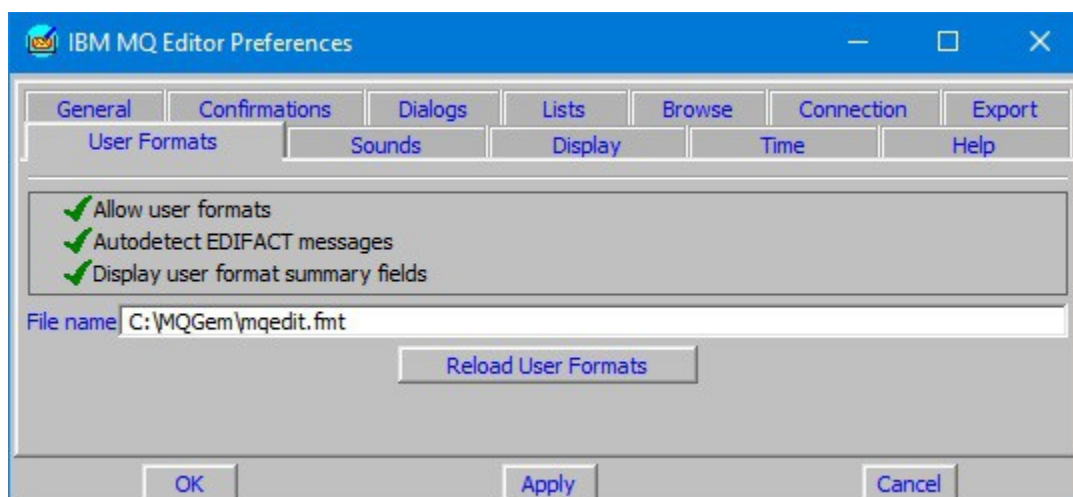 IBM MQ Editor Preferences
General Confirmations Dialogs Lists Browse Connection Export
User Formats Sounds Display Time Help
Allow user formats
Autodetect EDIFACT messages
Display user format summary fields
File name C:\MQGem\mqedit.fmt
Reload User Formats
OK Apply Cancel